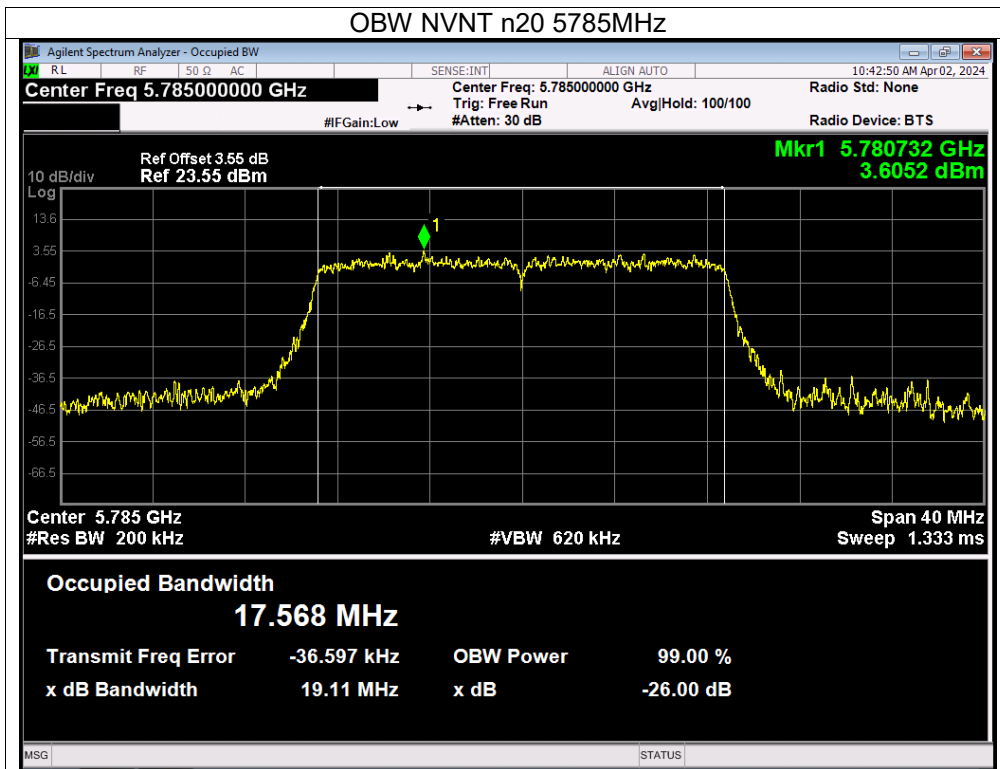 OBW NVNT n20 5785MHz
Agilent Spectrum Analyzer - Occupied BW
LXI RL RF 50 Ω AC SENSE:INT ALIGN AUTO 10:42:50 AM Apr 02, 2024
Center Freq 5.785000000 GHz Center Freq: 5.785000000 GHz Radio Std: None
Trig: Free Run Avg|Hold: 100/100
#IFGain:Low #Atten: 30 dB Radio Device: BTS
Mkr1 5.780732 GHz
3.6052 dBm
Ref Offset 3.55 dB
10 dB/div Ref 23.55 dBm
Log
13.6
1
3.55
-6.45
-16.5
-26.5
-36.5
-46.5
-56.5
-66.5
Center 5.785 GHz Span 40 MHz
#Res BW 200 kHz #VBW 620 kHz Sweep 1.333 ms
Occupied Bandwidth
17.568 MHz
Transmit Freq Error -36.597 kHz OBW Power 99.00 %
x dB Bandwidth 19.11 MHz x dB -26.00 dB
MSG STATUS